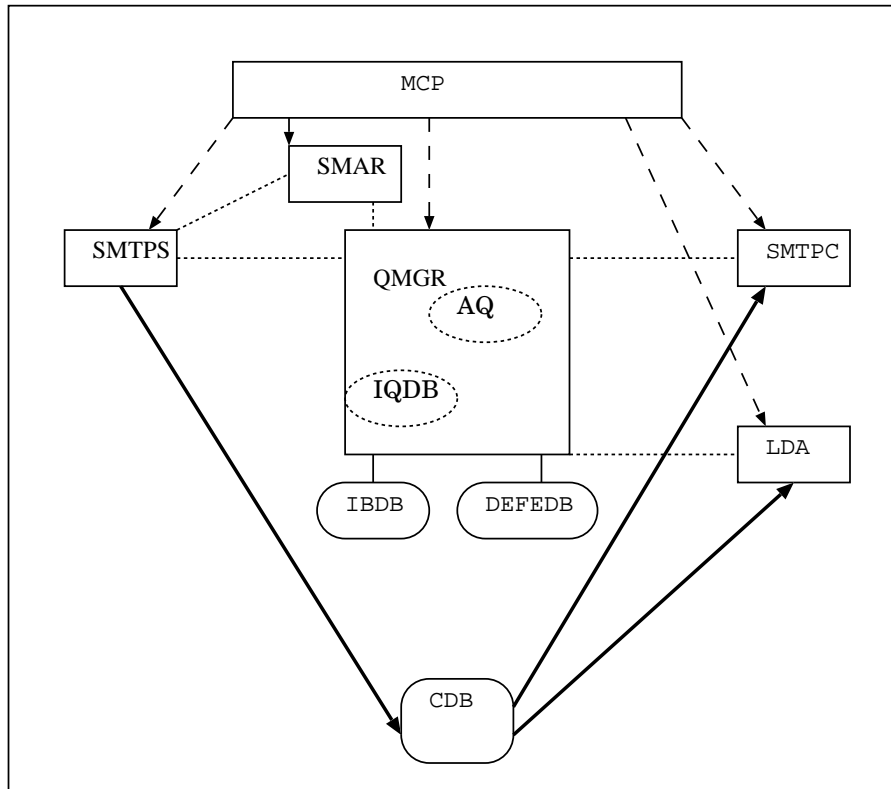 MCP
SMAR
SMTPS
SMTPC
QMGR
AQ
IQDB
LDA
IBDB
DEFEDB
CDB